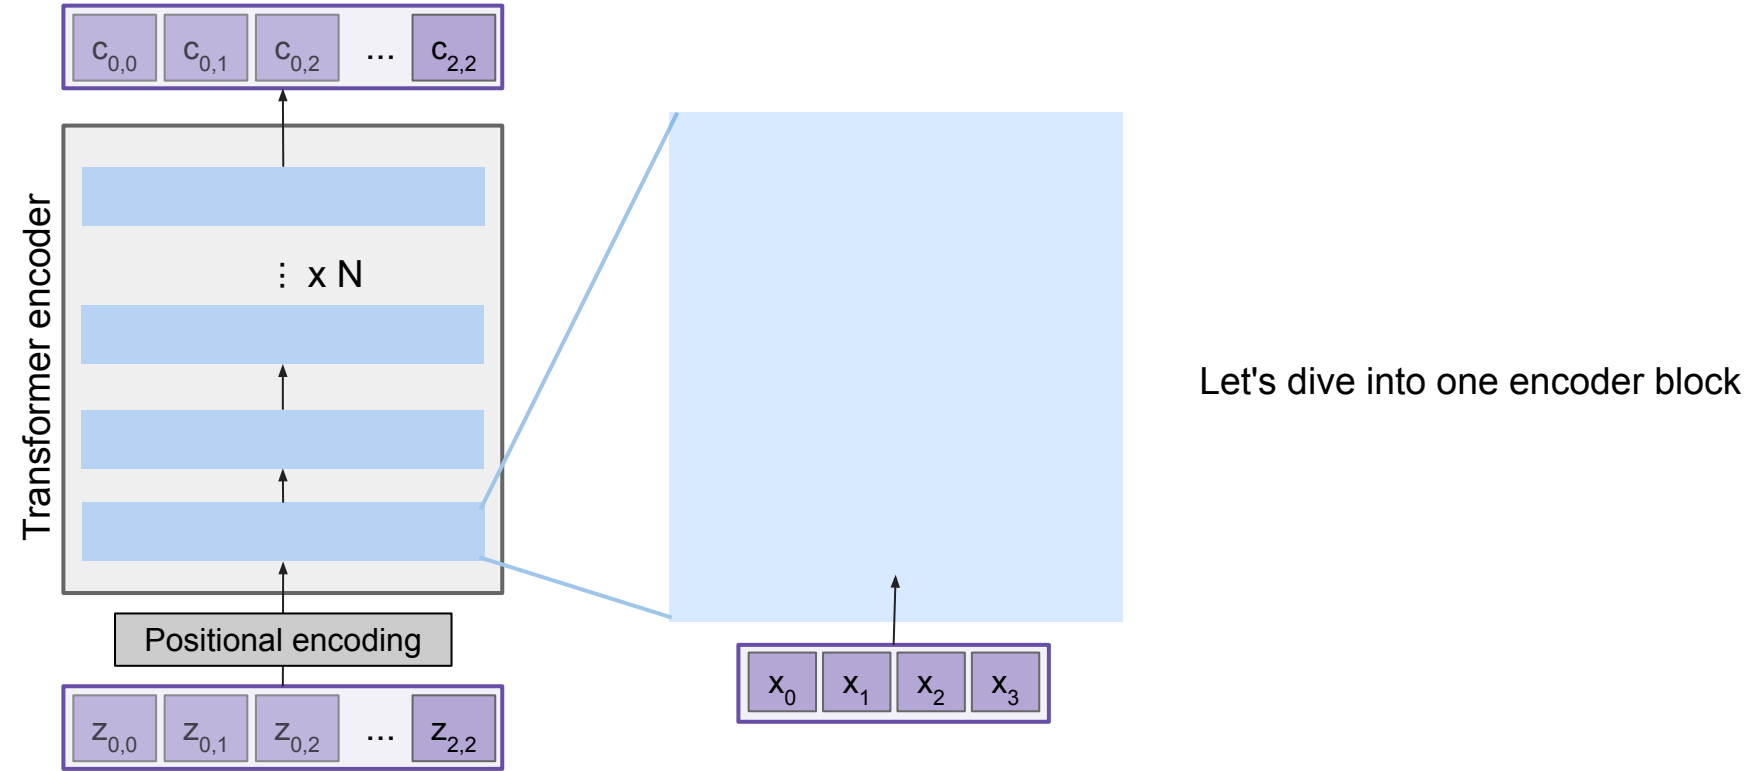 c0,0 c0,1 c0,2 ... c2,2
Transformer encoder
⋮ x N
Positional encoding
z0,0 z0,1 z0,2 ... z2,2
x0 x1 x2 x3
Let's dive into one encoder block